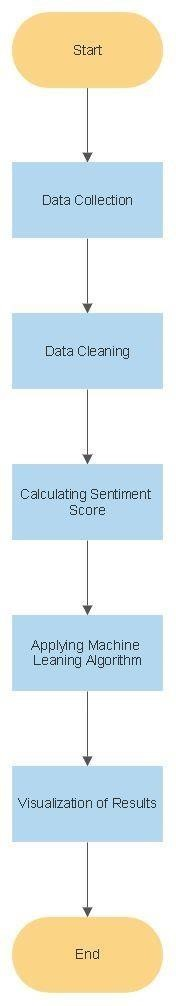 Start
Data Collection
Data Cleaning
Calculating Sentiment
Score
Applying Machine
Leaning Algorithm
Visualization of Results
End